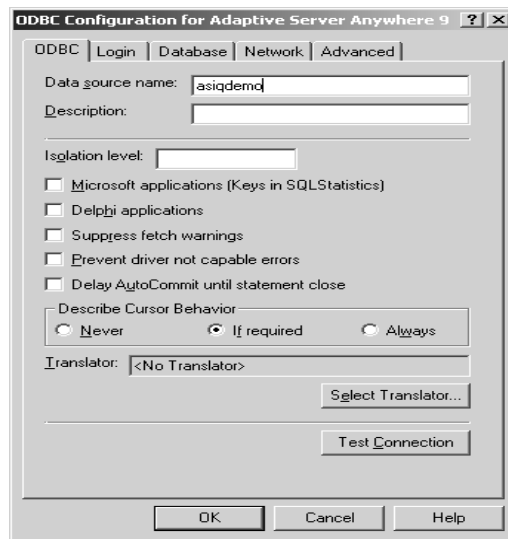 ODBC Configuration for Adaptive Server Anywhere 9
ODBC Login Database Network Advanced
Data source name: asiqdemo
Description:
Isolation level:
Microsoft applications (Keys in SQLStatistics)
Delphi applications
Suppress fetch warnings
Prevent driver not capable errors
Delay AutoCommit until statement close
Describe Cursor Behavior
Never If required Always
Translator: <No Translator>
Select Translator...
Test Connection
OK Cancel Help